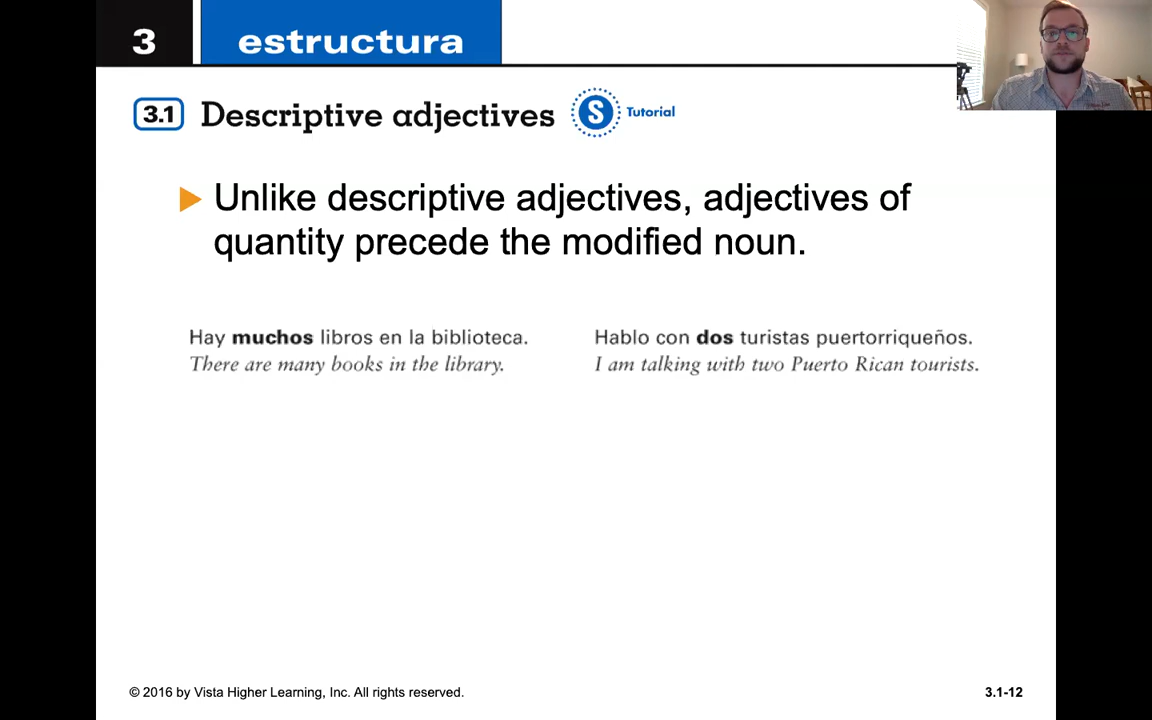 3 estructura
3.1 Descriptive adjectives S Tutorial
Unlike descriptive adjectives, adjectives of
quantity precede the modified noun.
Hay muchos libros en la biblioteca.
There are many books in the library.
Hablo con dos turistas puertorriqueños.
I am talking with two Puerto Rican tourists.
© 2016 by Vista Higher Learning, Inc. All rights reserved.
3.1-12